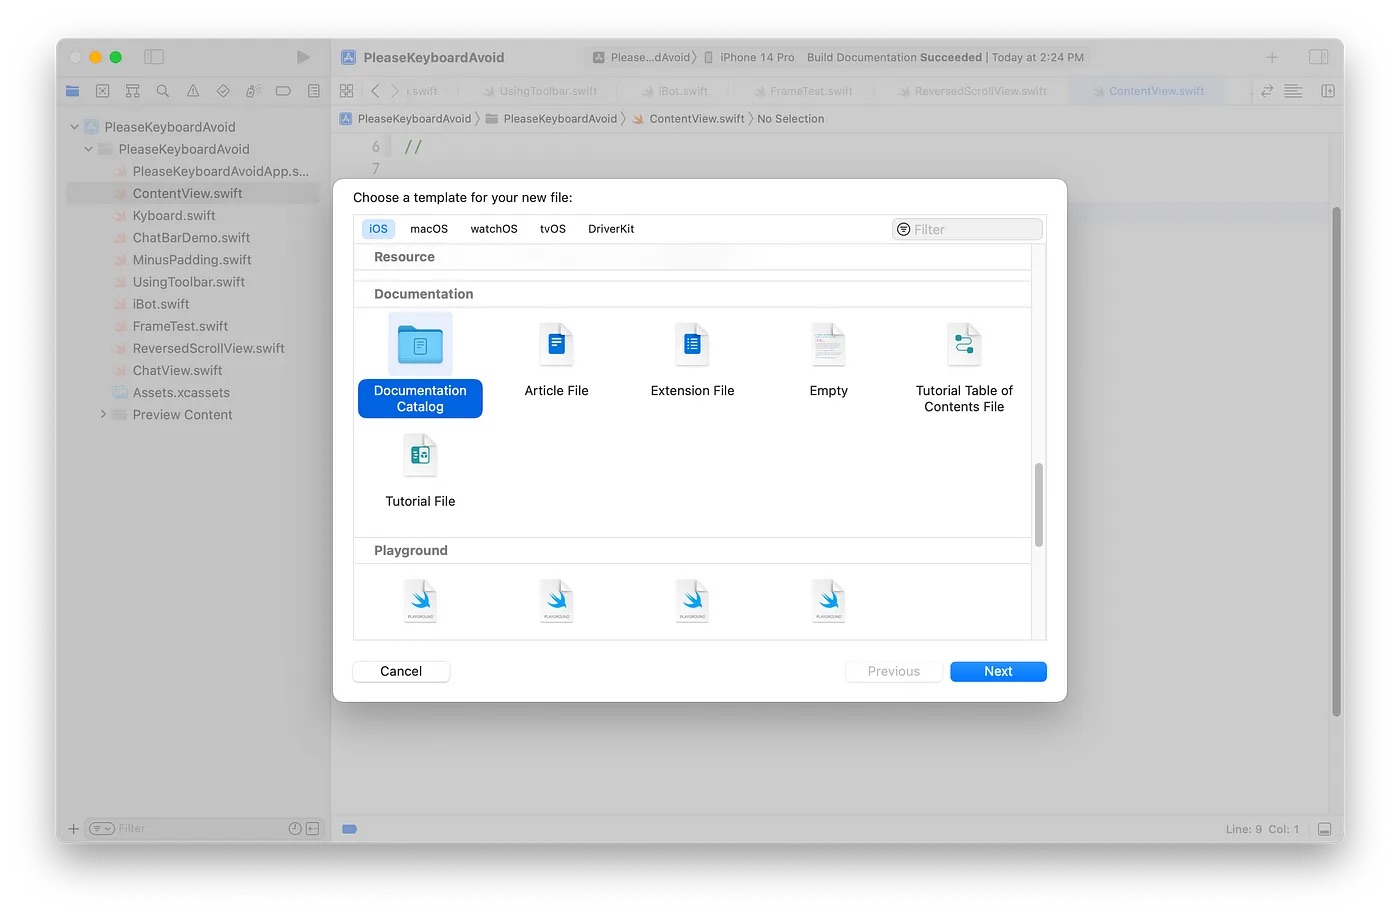 PleaseKeyboardAvoid
Please...dAvoid〉 iPhone 14 Pro
Build Documentation Succeeded | Today at 2:24 PM
.swift
UsingToolbar.swift
iBot.swift
FrameTest.swift
ReversedScrollView.swift
ContentView.swift
PleaseKeyboardAvoid 〉 PleaseKeyboardAvoid 〉 ContentView.swift 〉 No Selection
PleaseKeyboardAvoid
PleaseKeyboardAvoid
PleaseKeyboardAvoidApp.s...
ContentView.swift
Kyboard.swift
ChatBarDemo.swift
MinusPadding.swift
UsingToolbar.swift
iBot.swift
FrameTest.swift
ReversedScrollView.swift
ChatView.swift
Assets.xcassets
Preview Content
Filter
6 //
7
Choose a template for your new file:
iOS macOS watchOS tvOS DriverKit
Filter
Resource
Documentation
Documentation
Catalog
Article File
Extension File
Empty
Tutorial Table of
Contents File
Tutorial File
Playground
PLAYGROUND
PLAYGROUND
PLAYGROUND
PLAYGROUND
Cancel
Previous
Next
Line: 9 Col: 1